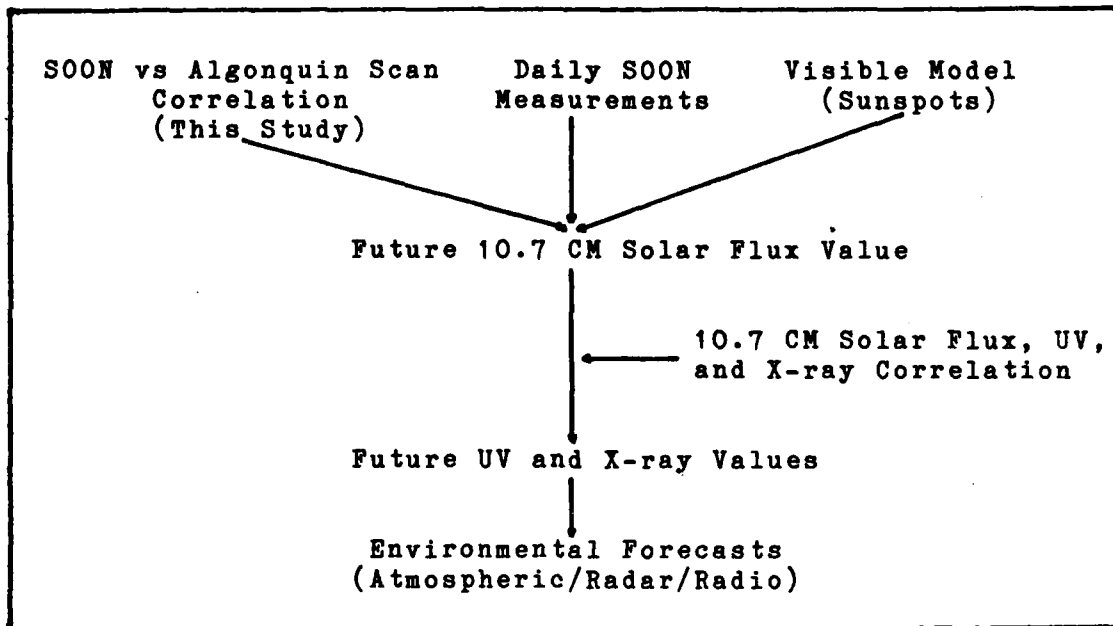 SOON vs Algonquin Scan
Correlation
(This Study)
Daily SOON
Measurements
Visible Model
(Sunspots)
Future 10.7 CM Solar Flux Value
10.7 CM Solar Flux, UV,
and X-ray Correlation
Future UV and X-ray Values
Environmental Forecasts
(Atmospheric/Radar/Radio)